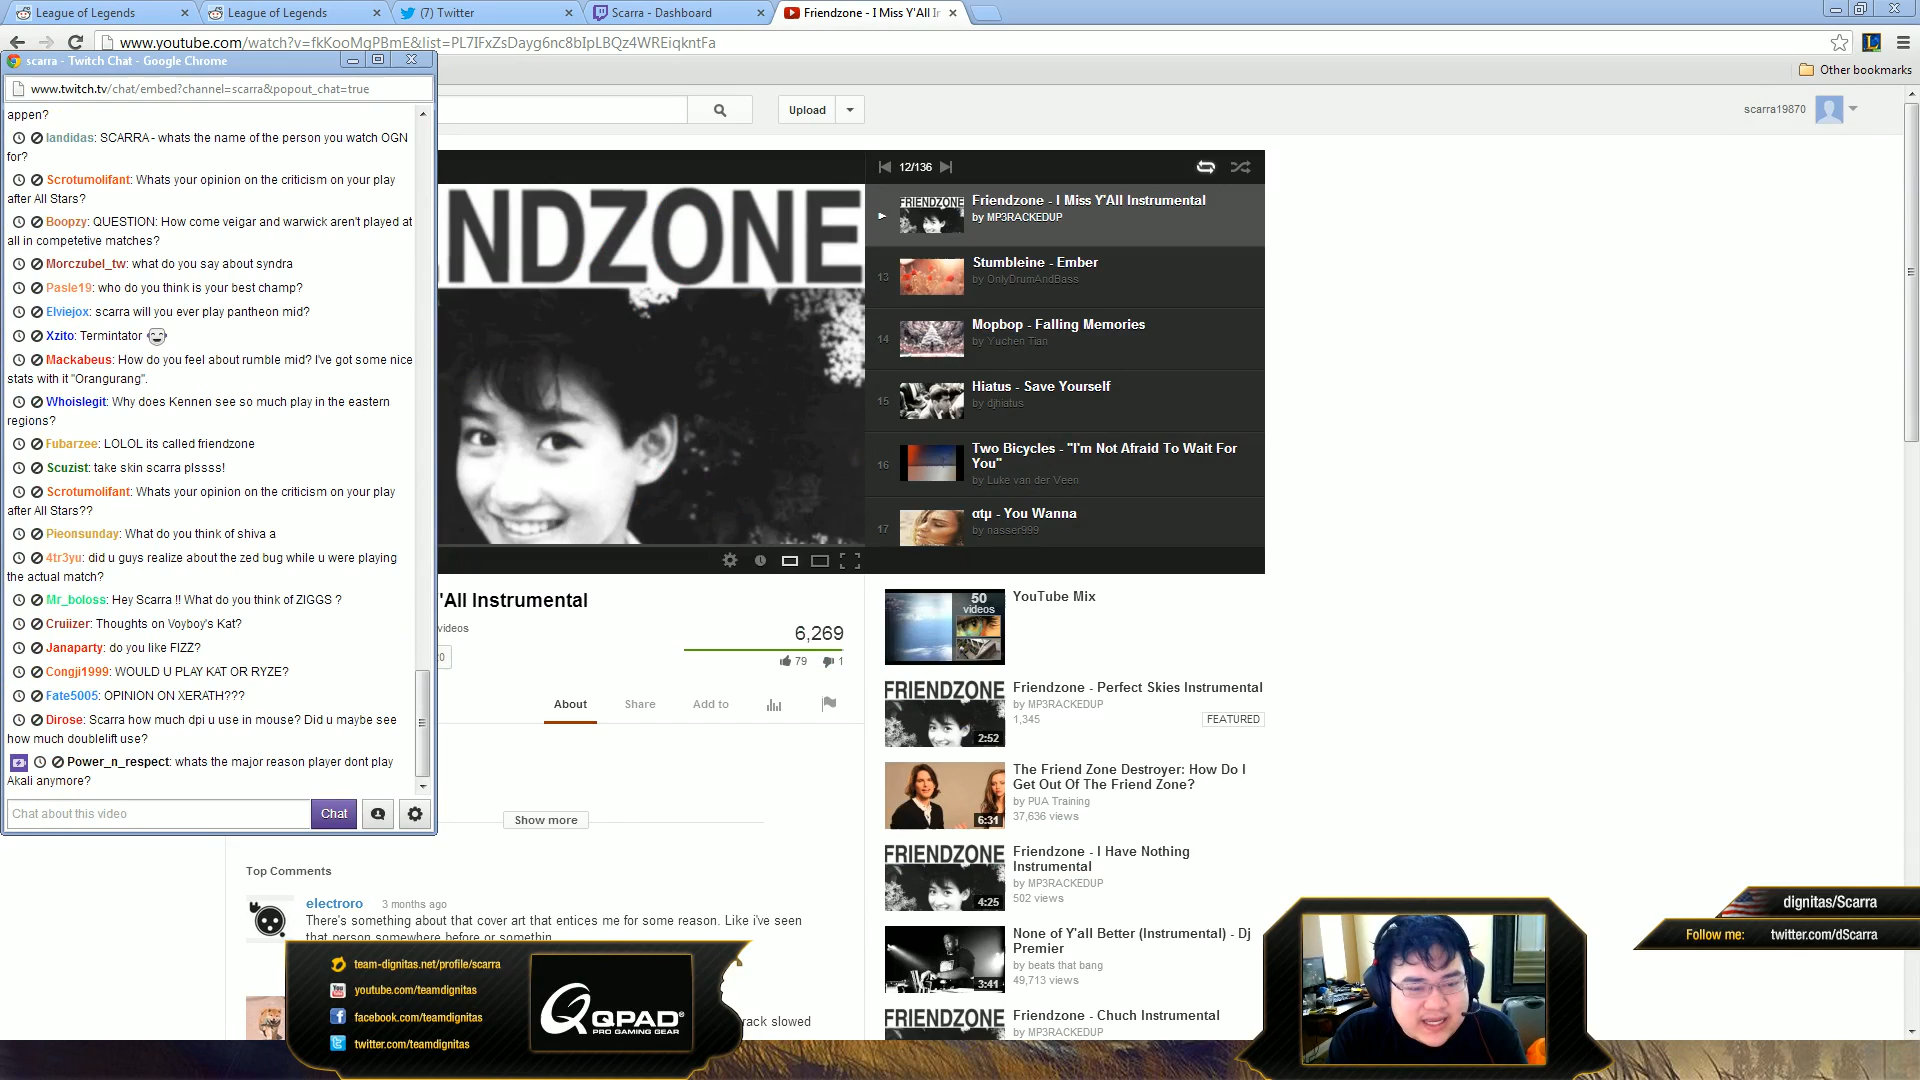 League of Legends
League of Legends
(7) Twitter
Scarra - Dashboard
Friendzone - I Miss Y'All Ir
www.youtube.com/watch?v=fkKooMqPBmE&list=PL7IFxZsDayg6nc8bIpLBQz4WREiqkntFa
Other bookmarks
scarra - Twitch Chat - Google Chrome
www.twitch.tv/chat/embed?channel=scarra&popout_chat=true
appen?
landidas: SCARRA - whats the name of the person you watch OGN
for?
Scrotumolifant: Whats your opinion on the criticism on your play
after All Stars?
Boopzy: QUESTION: How come veigar and warwick aren't played at
all in competetive matches?
Morczubel_tw: what do you say about syndra
Pasle19: who do you think is your best champ?
Elviejox: scarra will you ever play pantheon mid?
Xzito: Termintator
Mackabeus: How do you feel about rumble mid? I've got some nice
stats with it "Orangurang".
Whoislegit: Why does Kennen see so much play in the eastern
regions?
Fubarzee: LOLOL its called friendzone
Scuzist: take skin scarra plssss!
Scrotumolifant: Whats your opinion on the criticism on your play
after All Stars??
Pieonsunday: What do you think of shiva a
4tr3yu: did u guys realize about the zed bug while u were playing
the actual match?
Mr_boloss: Hey Scarra !! What do you think of ZIGGS ?
Cruiizer: Thoughts on Voyboy's Kat?
Janaparty: do you like FIZZ?
Congji1999: WOULD U PLAY KAT OR RYZE?
Fate5005: OPINION ON XERATH???
Dirose: Scarra how much dpi u use in mouse? Did u maybe see
how much doublelift use?
Power_n_respect: whats the major reason player dont play
Akali anymore?
Chat about this video
Chat
Upload
scarra19870
NDZONE
12/136
FRIENDZONE
Friendzone - I Miss Y'All Instrumental
by MP3RACKEDUP
13
Stumbleine - Ember
by OnlyDrumAndBass
14
Mopbop - Falling Memories
by Yuchen Tian
15
Hiatus - Save Yourself
by djhiatus
16
Two Bicycles - "I'm Not Afraid To Wait For
You"
by Luke van der Veen
17
αtμ - You Wanna
by nasser999
'All Instrumental
videos
20
6,269
79
1
About
Share
Add to
Show more
Top Comments
electroro
3 months ago
There's something about that cover art that entices me for some reason. Like i've seen
that person somewhere before or somethin
rack slowed
50
videos
YouTube Mix
FRIENDZONE
2:52
Friendzone - Perfect Skies Instrumental
by MP3RACKEDUP
1,345
FEATURED
6:31
The Friend Zone Destroyer: How Do I
Get Out Of The Friend Zone?
by PUA Training
37,636 views
FRIENDZONE
4:25
Friendzone - I Have Nothing
Instrumental
by MP3RACKEDUP
502 views
3:41
None of Y'all Better (Instrumental) - Dj
Premier
by beats that bang
49,713 views
FRIENDZONE
Friendzone - Chuch Instrumental
by MP3RACKEDUP
team-dignitas.net/profile/scarra
You
youtube.com/teamdignitas
facebook.com/teamdignitas
twitter.com/teamdignitas
QPAD
PRO GAMING GEAR
dignitas/Scarra
Follow me:
twitter.com/dScarra